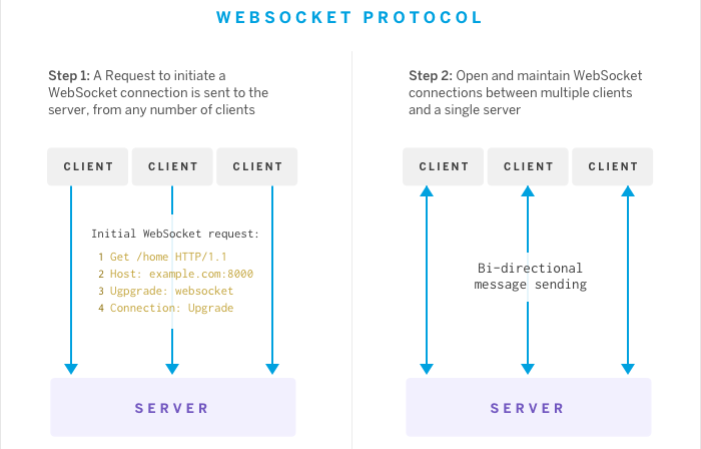 WEBSOCKET PROTOCOL
Step 1: A Request to initiate a
WebSocket connection is sent to the
server, from any number of clients
CLIENT CLIENT CLIENT
Initial WebSocket request:
1 Get /home HTTP/1.1
2 Host: example.com:8000
3 Ugpgrade: websocket
4 Connection: Upgrade
SERVER
Step 2: Open and maintain WebSocket
connections between multiple clients
and a single server
CLIENT CLIENT CLIENT
Bi-directional
message sending
SERVER